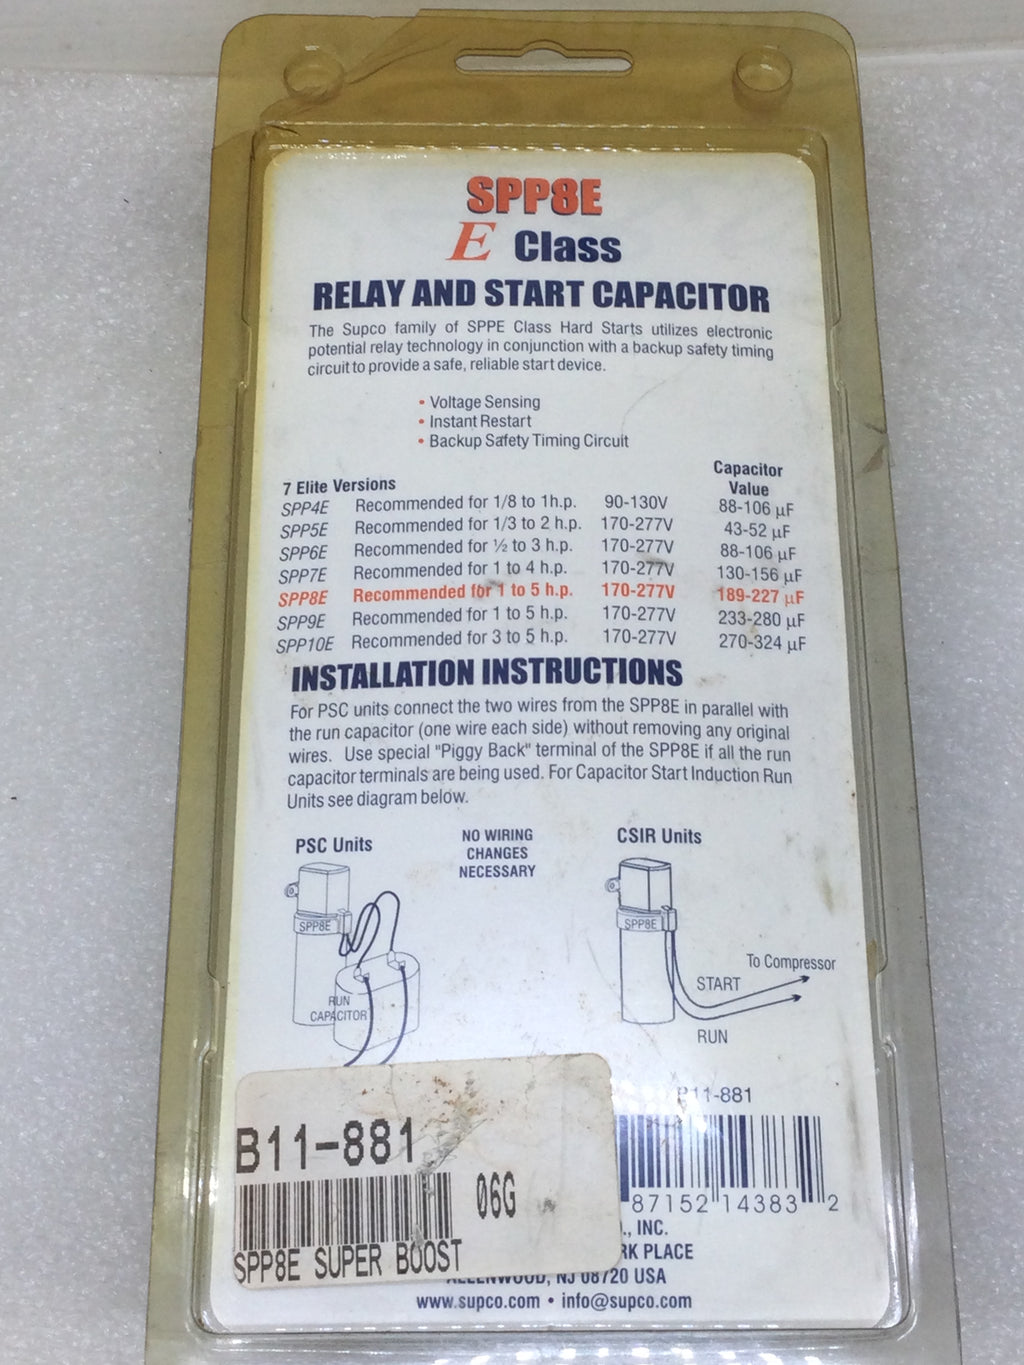 SPP8E
E Class
RELAY AND START CAPACITOR
The Supco family of SPPE Class Hard Starts utilizes electronic
potential relay technology in conjunction with a backup safety timing
circuit to provide a safe, reliable start device.
• Voltage Sensing
• Instant Restart
• Backup Safety Timing Circuit
7 Elite Versions Capacitor Value
SPP4E Recommended for 1/8 to 1h.p. 90-130V 88-106 µF
SPP5E Recommended for 1/3 to 2 h.p. 170-277V 43-52 µF
SPP6E Recommended for ½ to 3 h.p. 170-277V 88-106 µF
SPP7E Recommended for 1 to 4 h.p. 170-277V 130-156 µF
SPP8E Recommended for 1 to 5 h.p. 170-277V 189-227 µF
SPP9E Recommended for 1 to 5 h.p. 170-277V 233-280 µF
SPP10E Recommended for 3 to 5 h.p. 170-277V 270-324 µF
INSTALLATION INSTRUCTIONS
For PSC units connect the two wires from the SPP8E in parallel with
the run capacitor (one wire each side) without removing any original
wires. Use special "Piggy Back" terminal of the SPP8E if all the run
capacitor terminals are being used. For Capacitor Start Induction Run
Units see diagram below.
PSC Units
NO WIRING
CHANGES
NECESSARY
CSIR Units
SPP8E
RUN
CAPACITOR
SPP8E
To Compressor
START
RUN
B11-881
87152 14383 2
B11-881
06G
SPP8E SUPER BOOST
., INC.
RK PLACE
ALLENWOOD, NJ 08720 USA
www.supco.com • info@supco.com